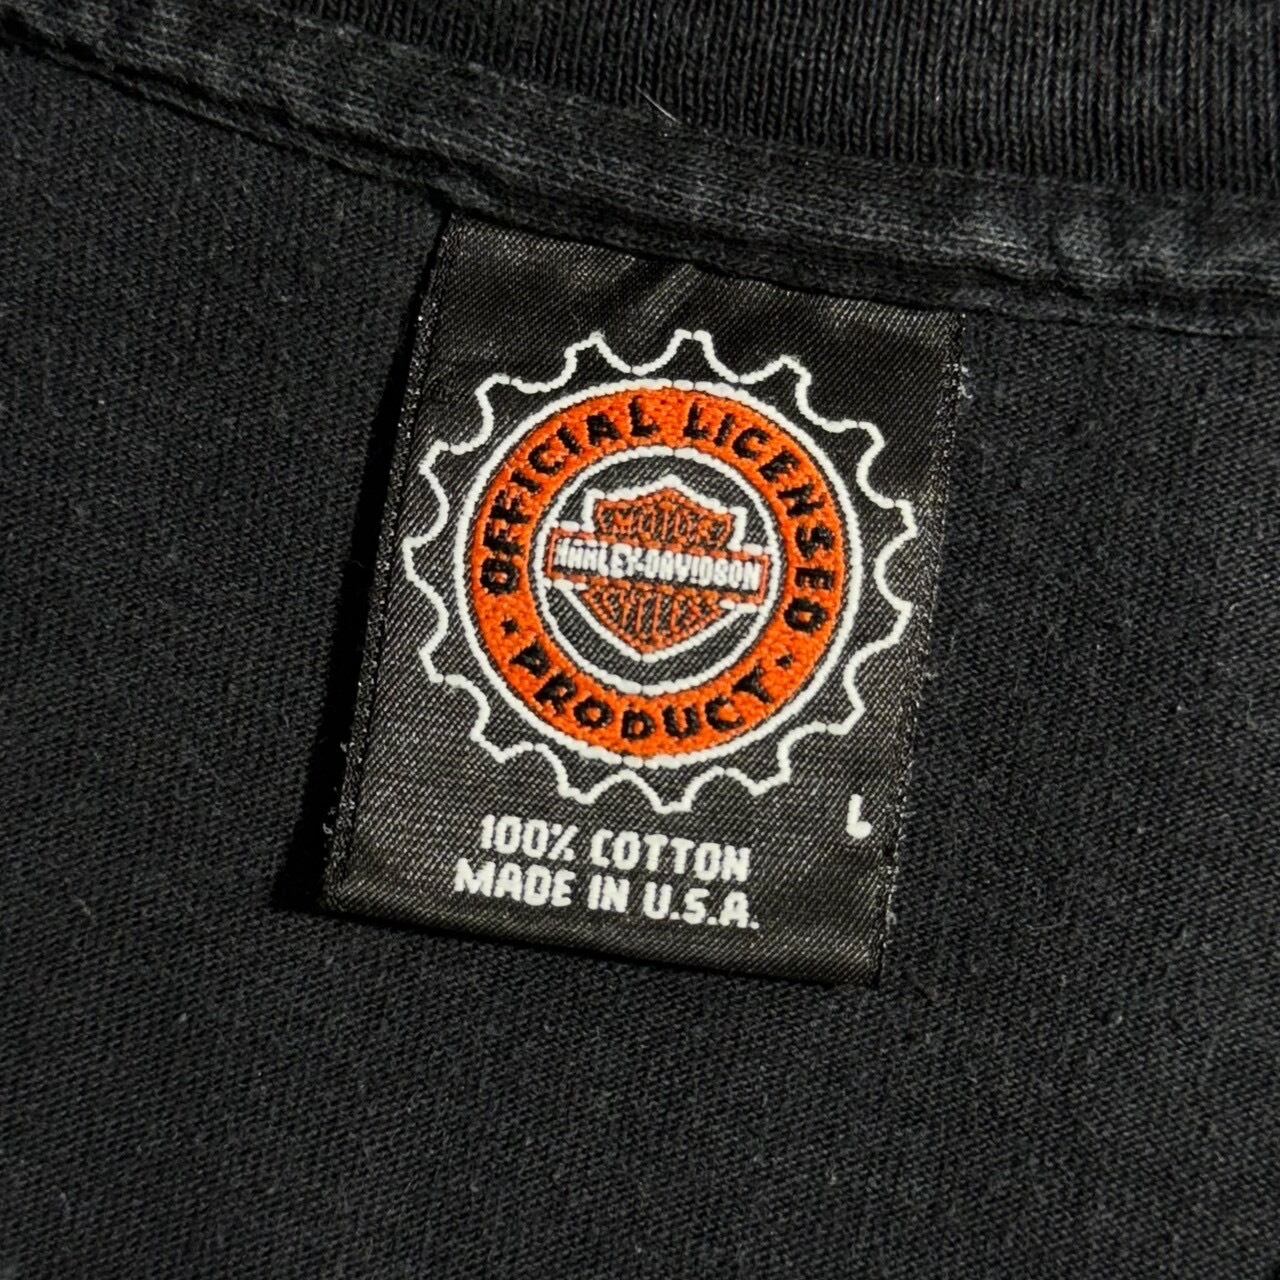 OFFICIAL LICENSED
MOTOR
HARLEY-DAVIDSON
CYCLES
• PRODUCT •
L
100% COTTON
MADE IN U.S.A.